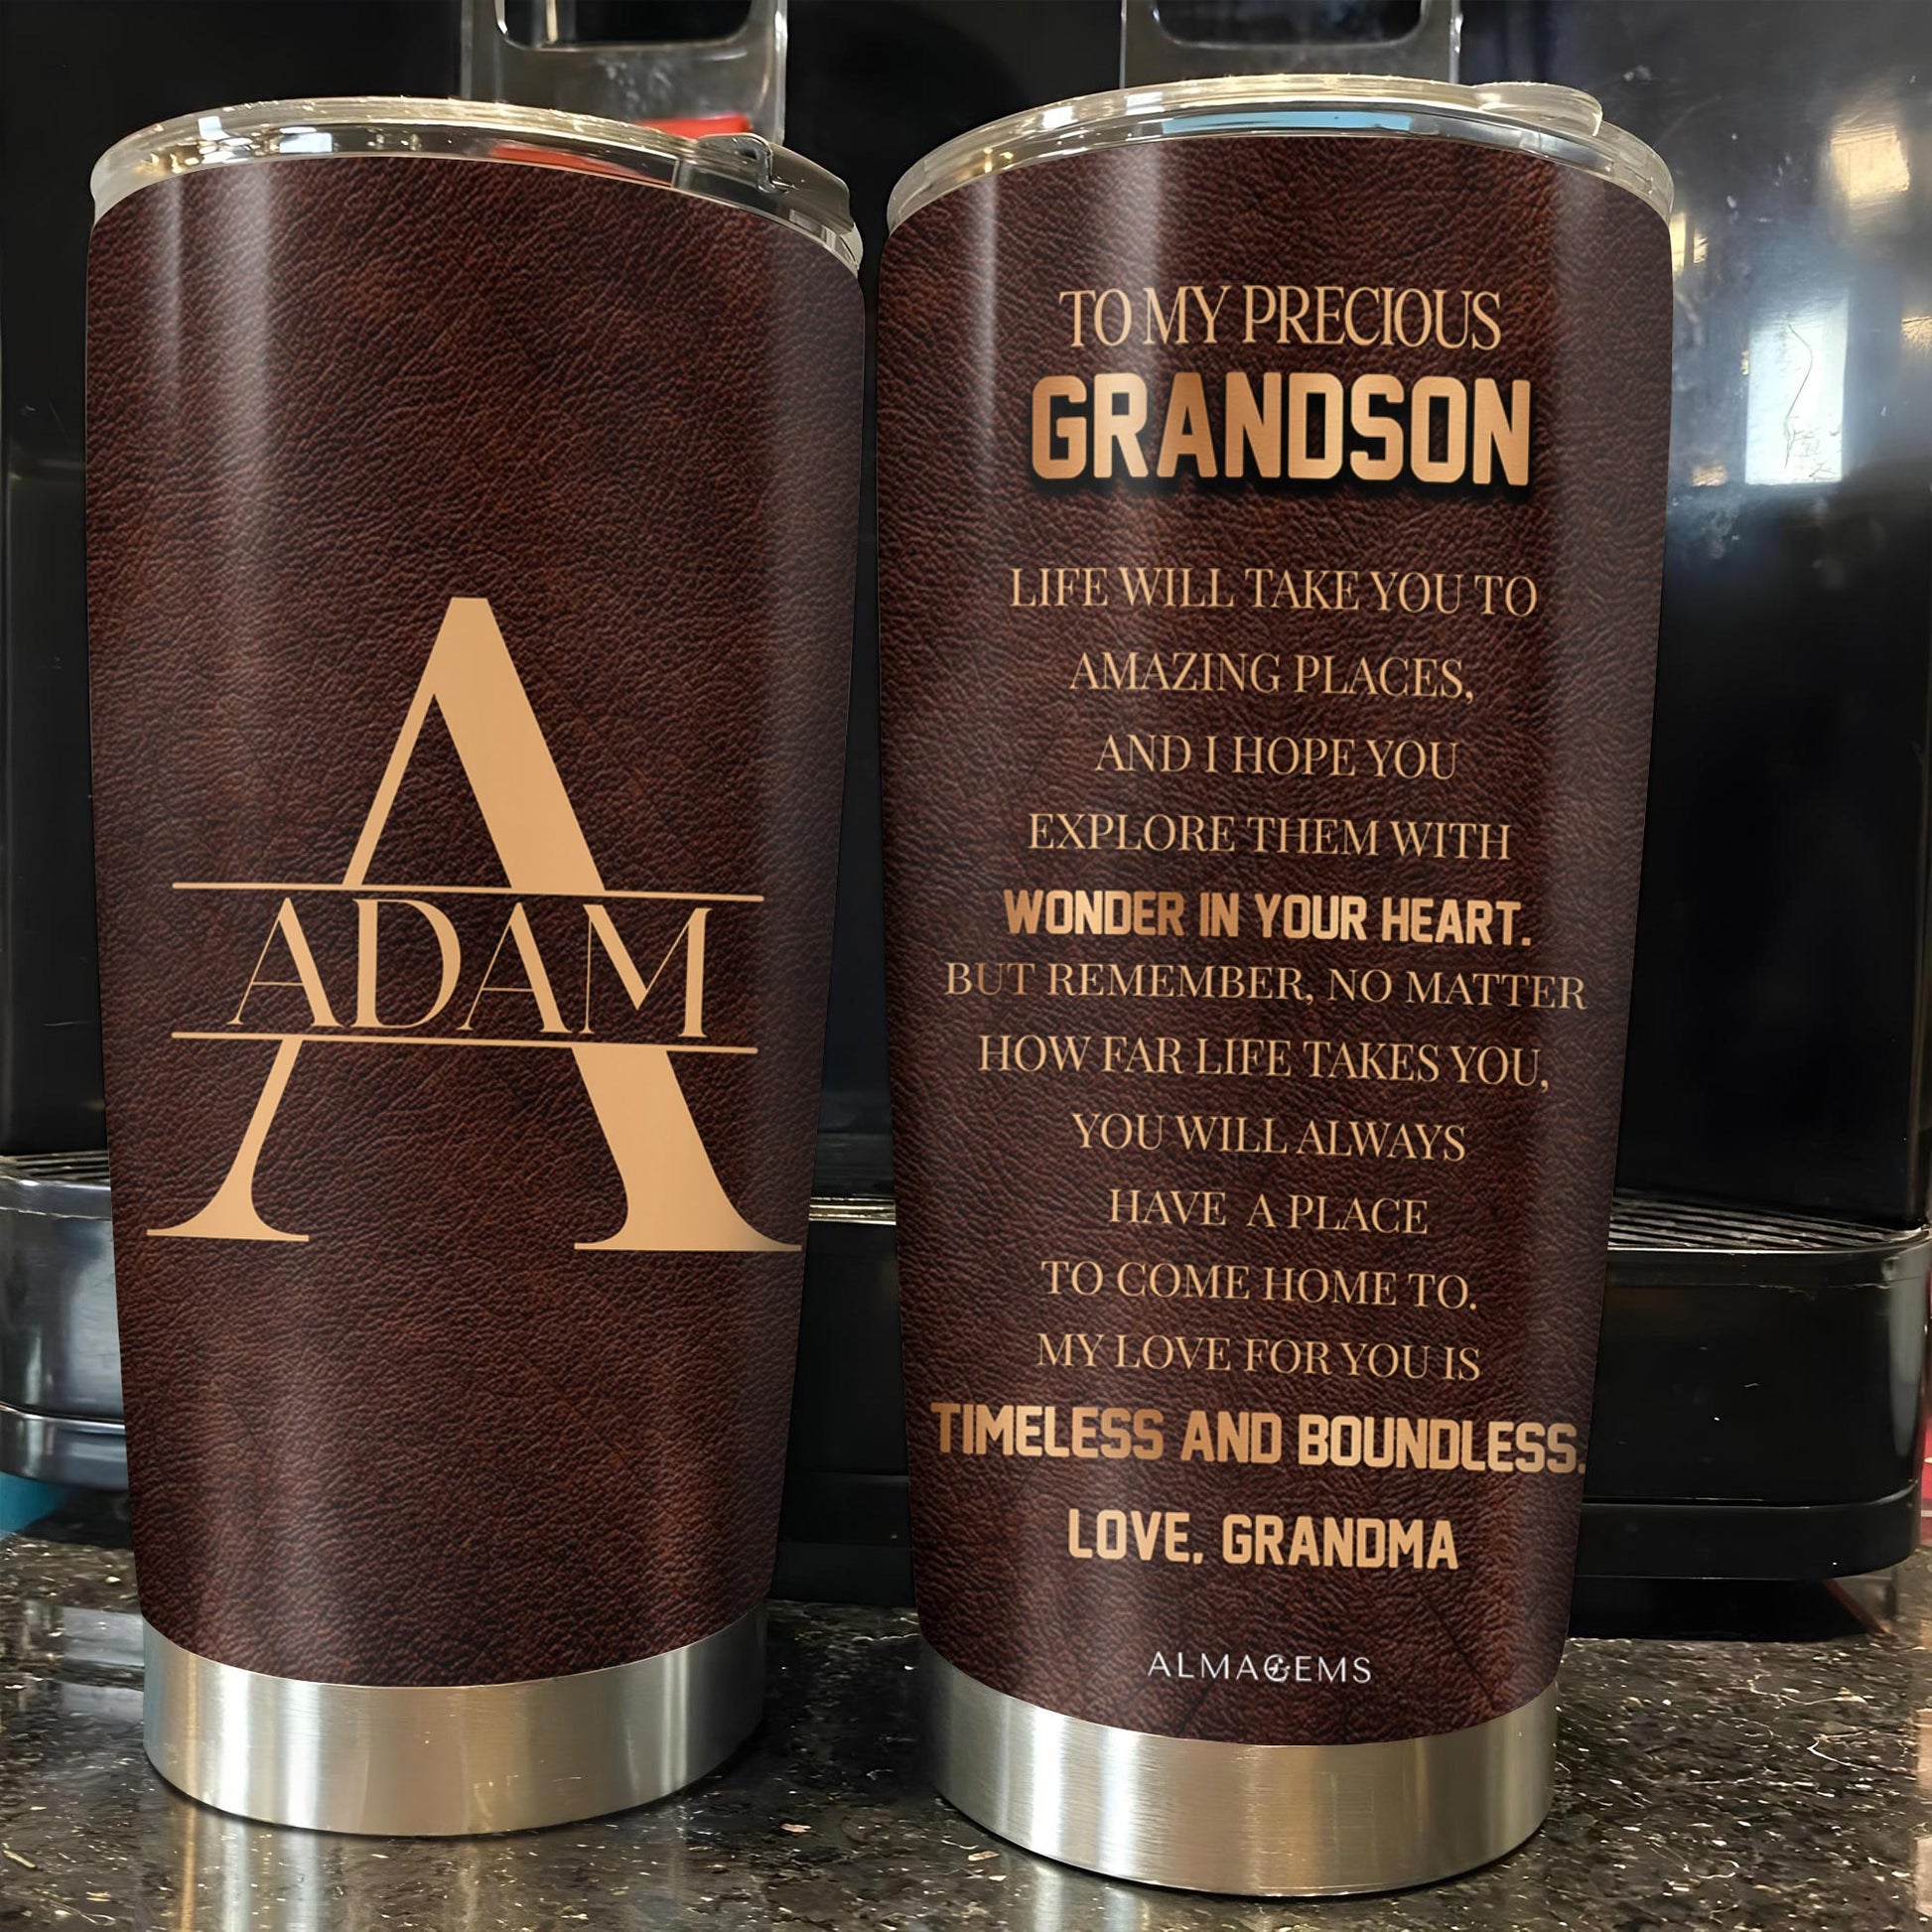 A
ADAM
TO MY PRECIOUS
GRANDSON
LIFE WILL TAKE YOU TO
AMAZING PLACES,
AND I HOPE YOU
EXPLORE THEM WITH
WONDER IN YOUR HEART.
BUT REMEMBER, NO MATTER
HOW FAR LIFE TAKES YOU,
YOU WILL ALWAYS
HAVE A PLACE
TO COME HOME TO.
MY LOVE FOR YOU IS
TIMELESS AND BOUNDLESS.
LOVE, GRANDMA
ALMAGEMS